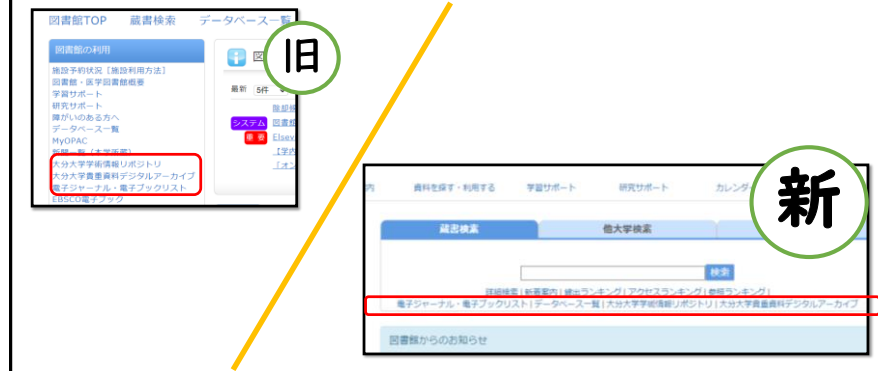 図書館TOP 蔵書検索 データベース一覧
旧
図書館の利用
図
施設予約状況［施設利用方法］
図書館・医学図書館概要
学習サポート
研究サポート
障がいのある方へ
データベース一覧
MyOPAC
大分大学学術情報リポジトリ
大分大学貴重資料デジタルアーカイブ
電子ジャーナル・電子ブックリスト
EBSCO電子ブック
最新 5件
システム 図書館
重要 Elsev
新
資料を探す・利用する 学習サポート 研究サポート カレンダ
蔵書検索 他大学検索
検索
詳細検索 | 新着案内 | 貸出ランキング | アクセスランキング | 参照ランキング |
電子ジャーナル・電子ブックリスト | データベース一覧 | 大分大学学術情報リポジトリ | 大分大学貴重資料デジタルアーカイブ
図書館からのお知らせ